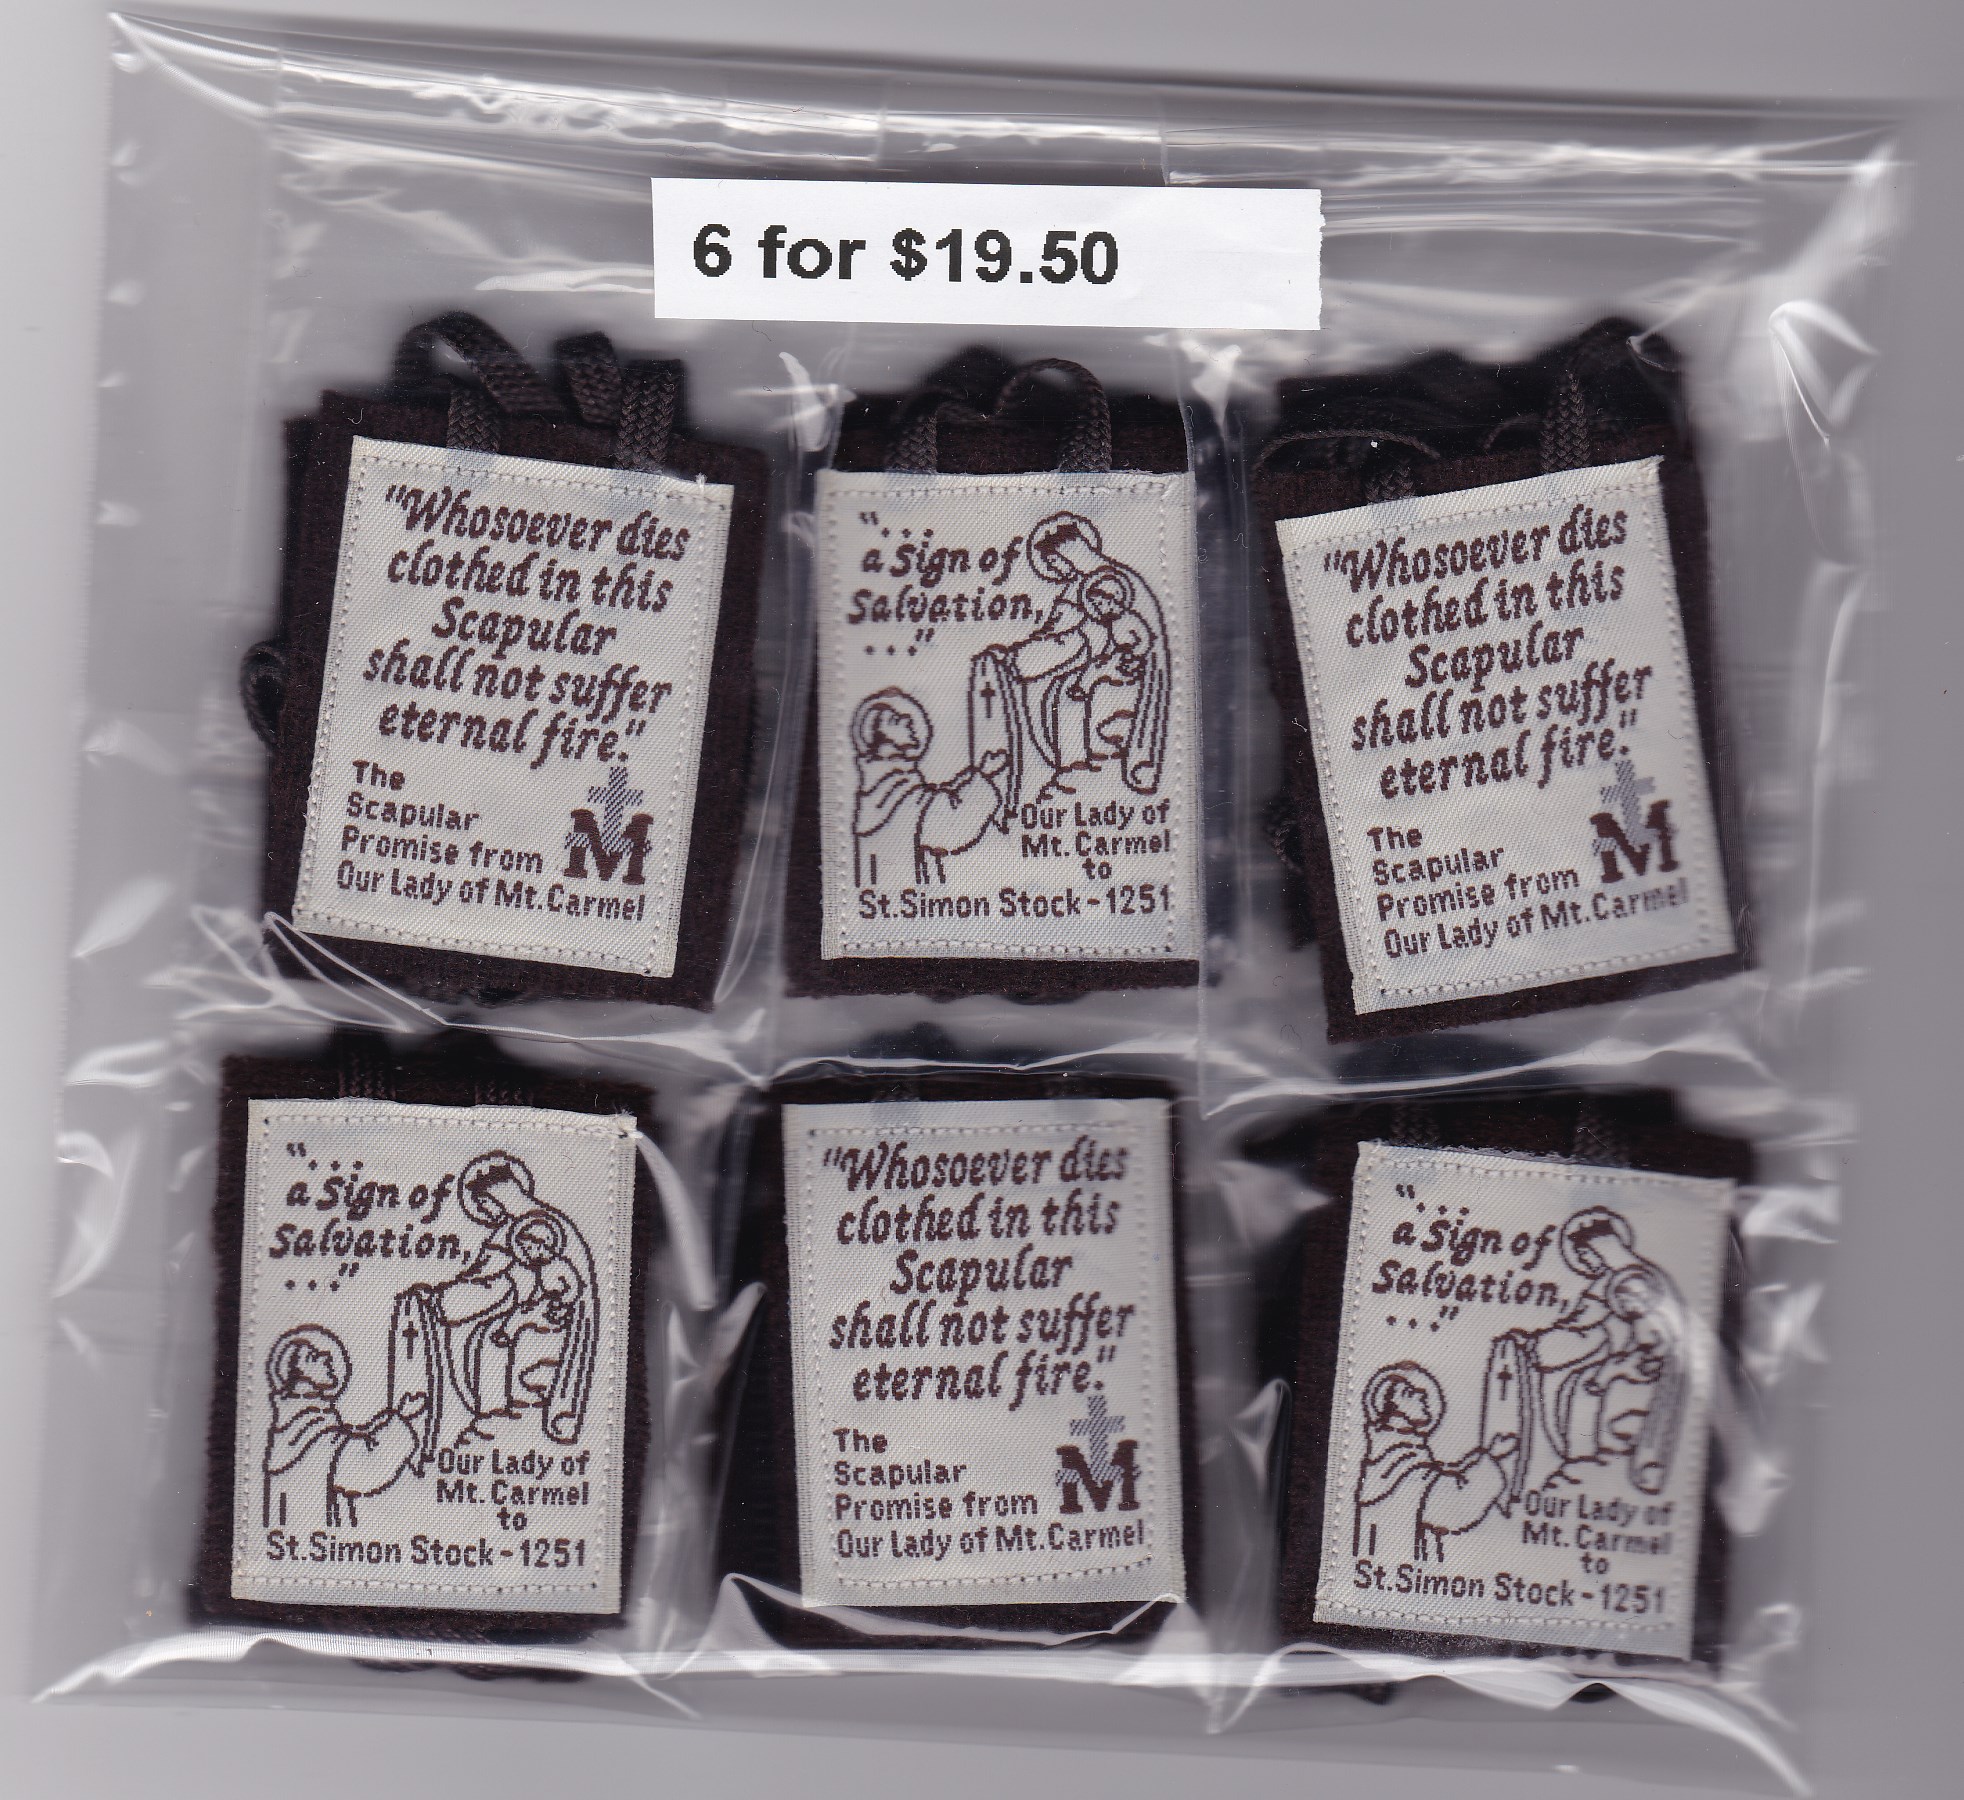 6 for $19.50
"Whosoever dies
clothed in this
Scapular
shall not suffer
eternal fire."
The
Scapular
Promise from
Our Lady of Mt. Carmel
M
"...
a Sign of
Salvation,
..."
Our Lady of
Mt. Carmel
to
St. Simon Stock - 1251
"Whosoever dies
clothed in this
Scapular
shall not suffer
eternal fire."
The
Scapular
Promise from
Our Lady of Mt. Carmel
M
"...
a Sign of
Salvation,
..."
Our Lady of
Mt. Carmel
to
St. Simon Stock - 1251
"Whosoever dies
clothed in this
Scapular
shall not suffer
eternal fire."
The
Scapular
Promise from
Our Lady of Mt. Carmel
M
"...
a Sign of
Salvation,
..."
Our Lady of
Mt. Carmel
to
St. Simon Stock - 1251